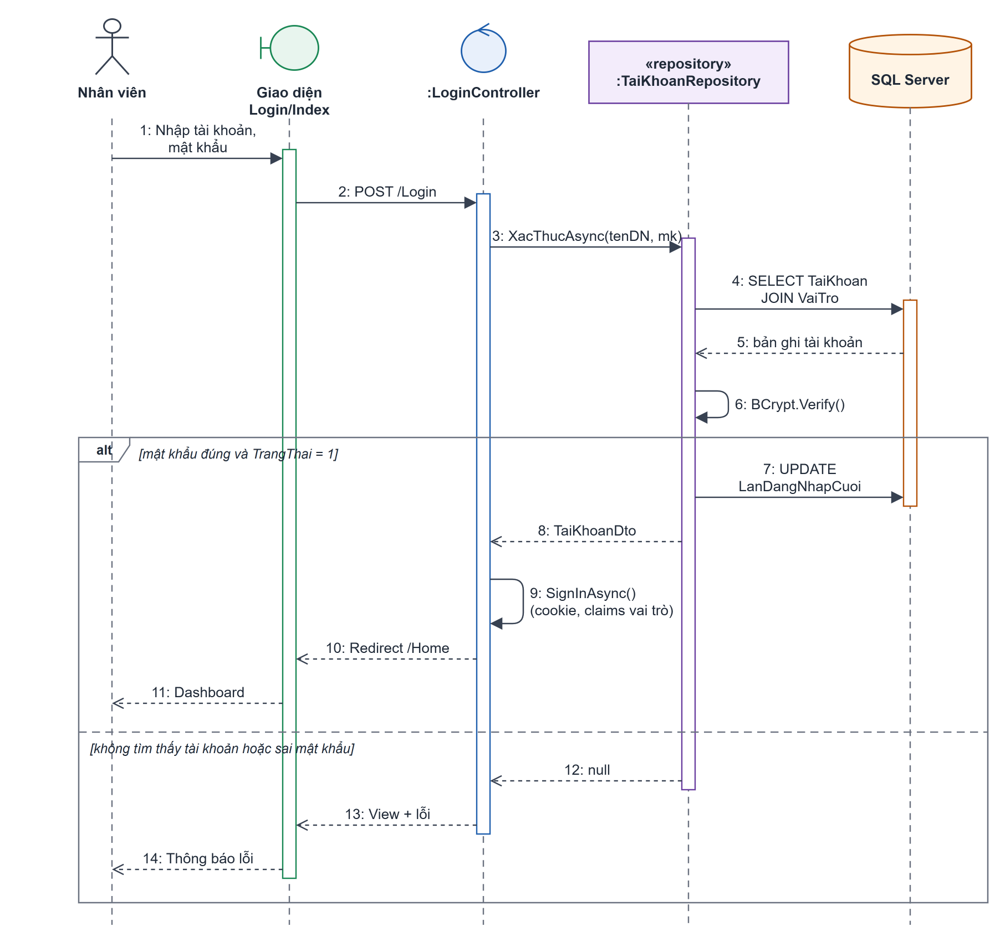 Nhân viên
Giao diện
Login/Index
:LoginController
«repository»
:TaiKhoanRepository
SQL Server
1: Nhập tài khoản,
mật khẩu
2: POST /Login
3: XacThucAsync(tenDN, mk)
4: SELECT TaiKhoan
JOIN VaiTro
5: bản ghi tài khoản
6: BCrypt.Verify()
alt
[mật khẩu đúng và TrangThai = 1]
7: UPDATE
LanDangNhapCuoi
8: TaiKhoanDto
9: SignInAsync()
(cookie, claims vai trò)
10: Redirect /Home
11: Dashboard
[không tìm thấy tài khoản hoặc sai mật khẩu]
12: null
13: View + lỗi
14: Thông báo lỗi